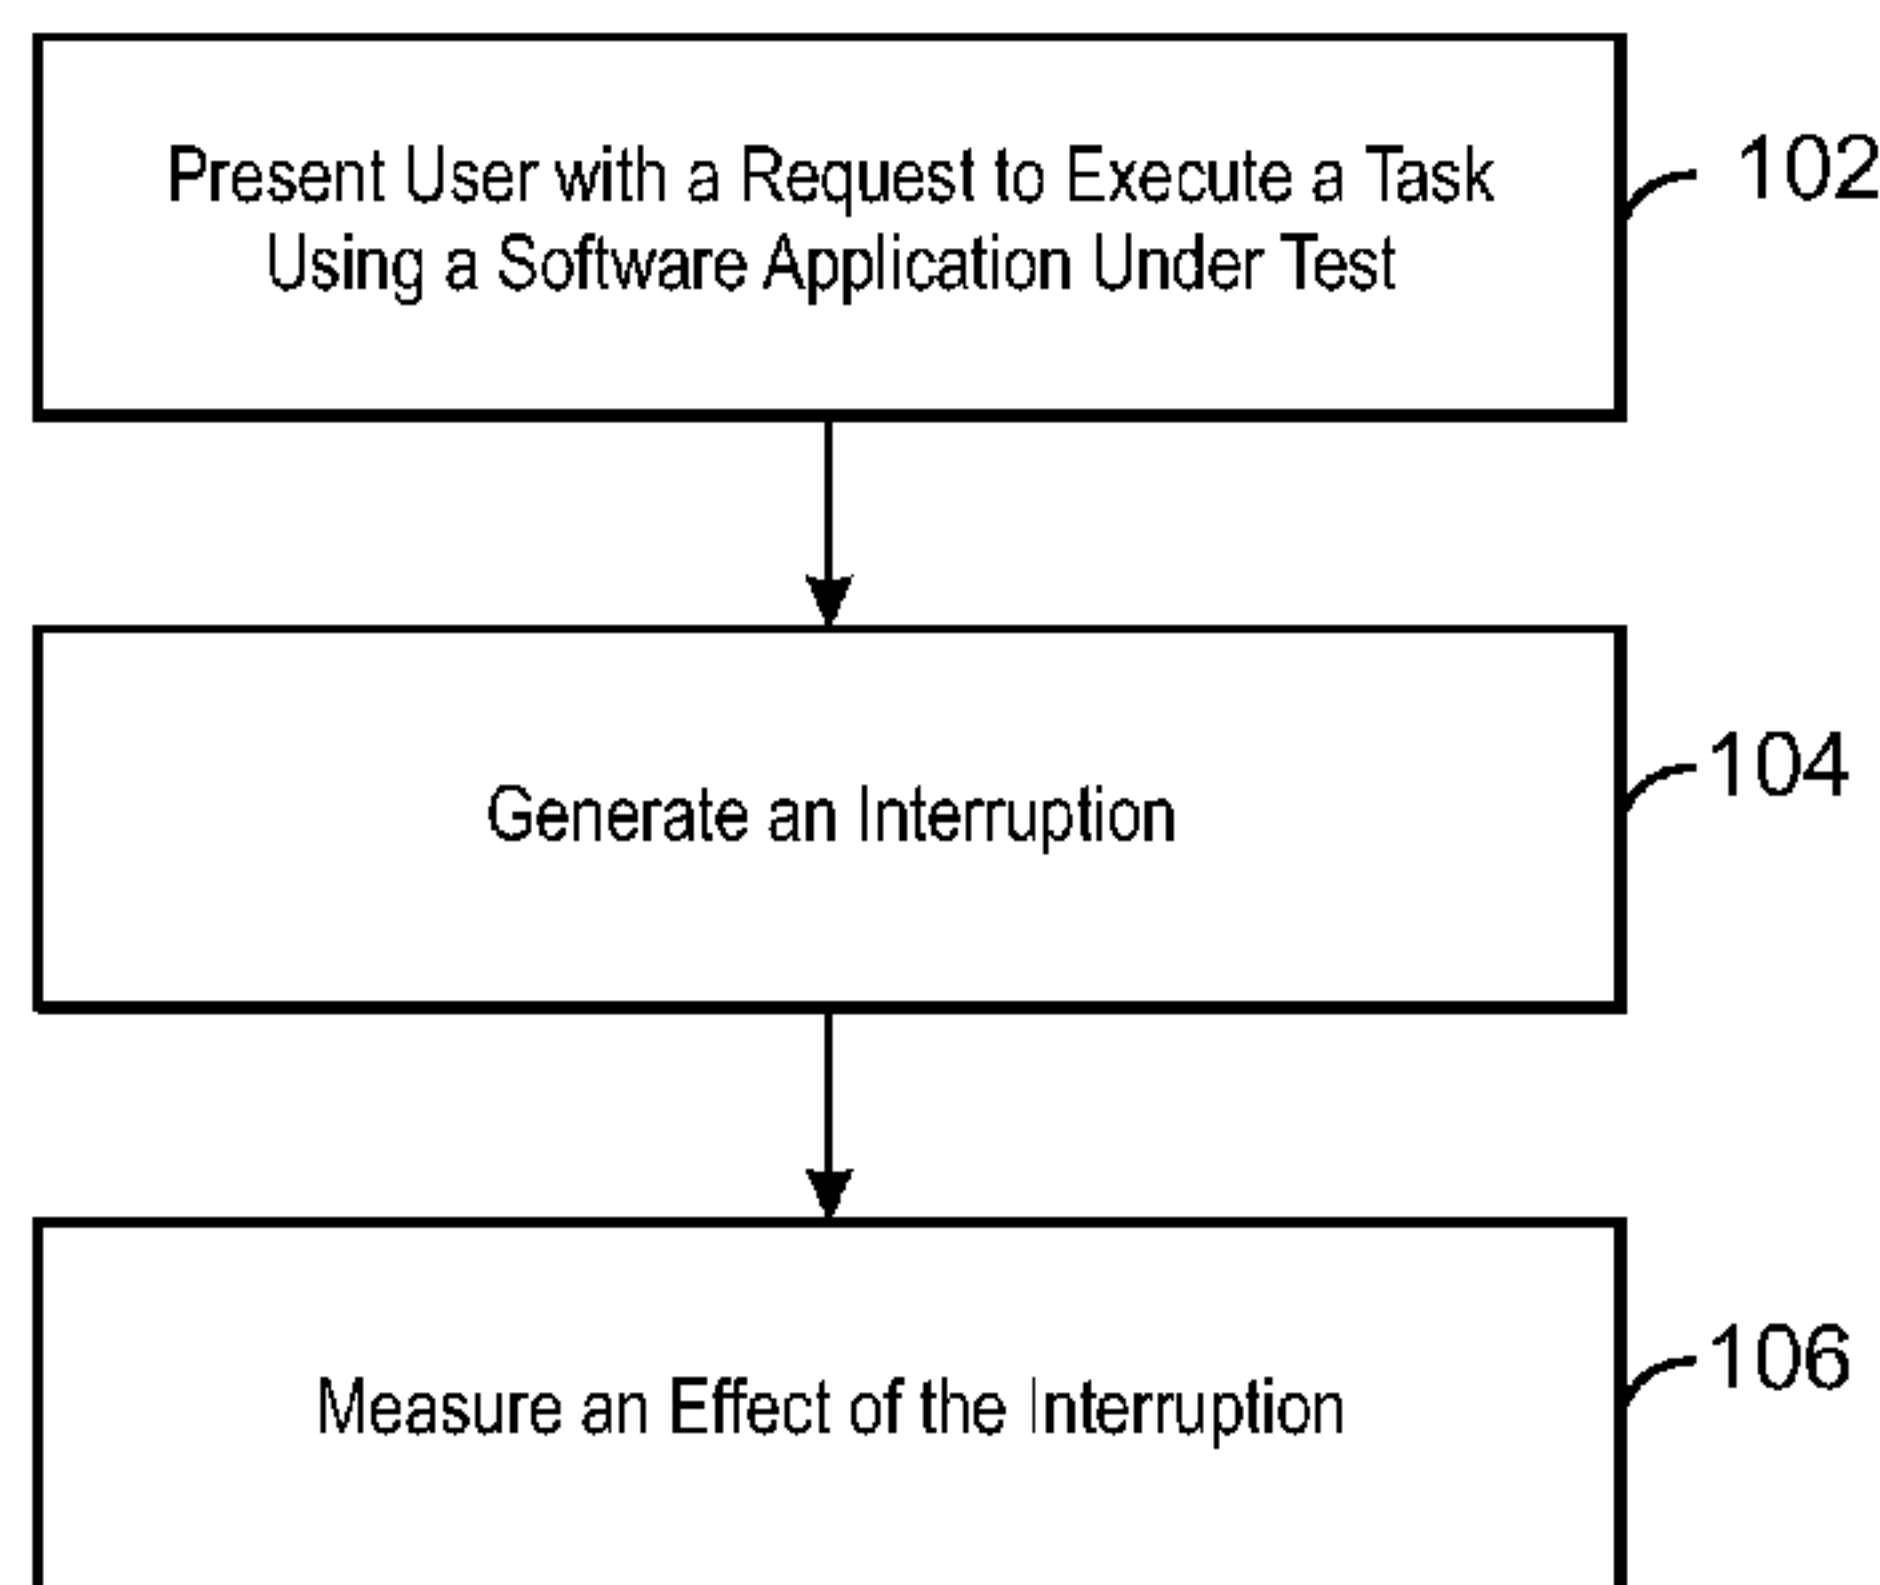 Present User with a Request to Execute a Task
Using a Software Application Under Test
102
Generate an Interruption
104
Measure an Effect of the Interruption
106